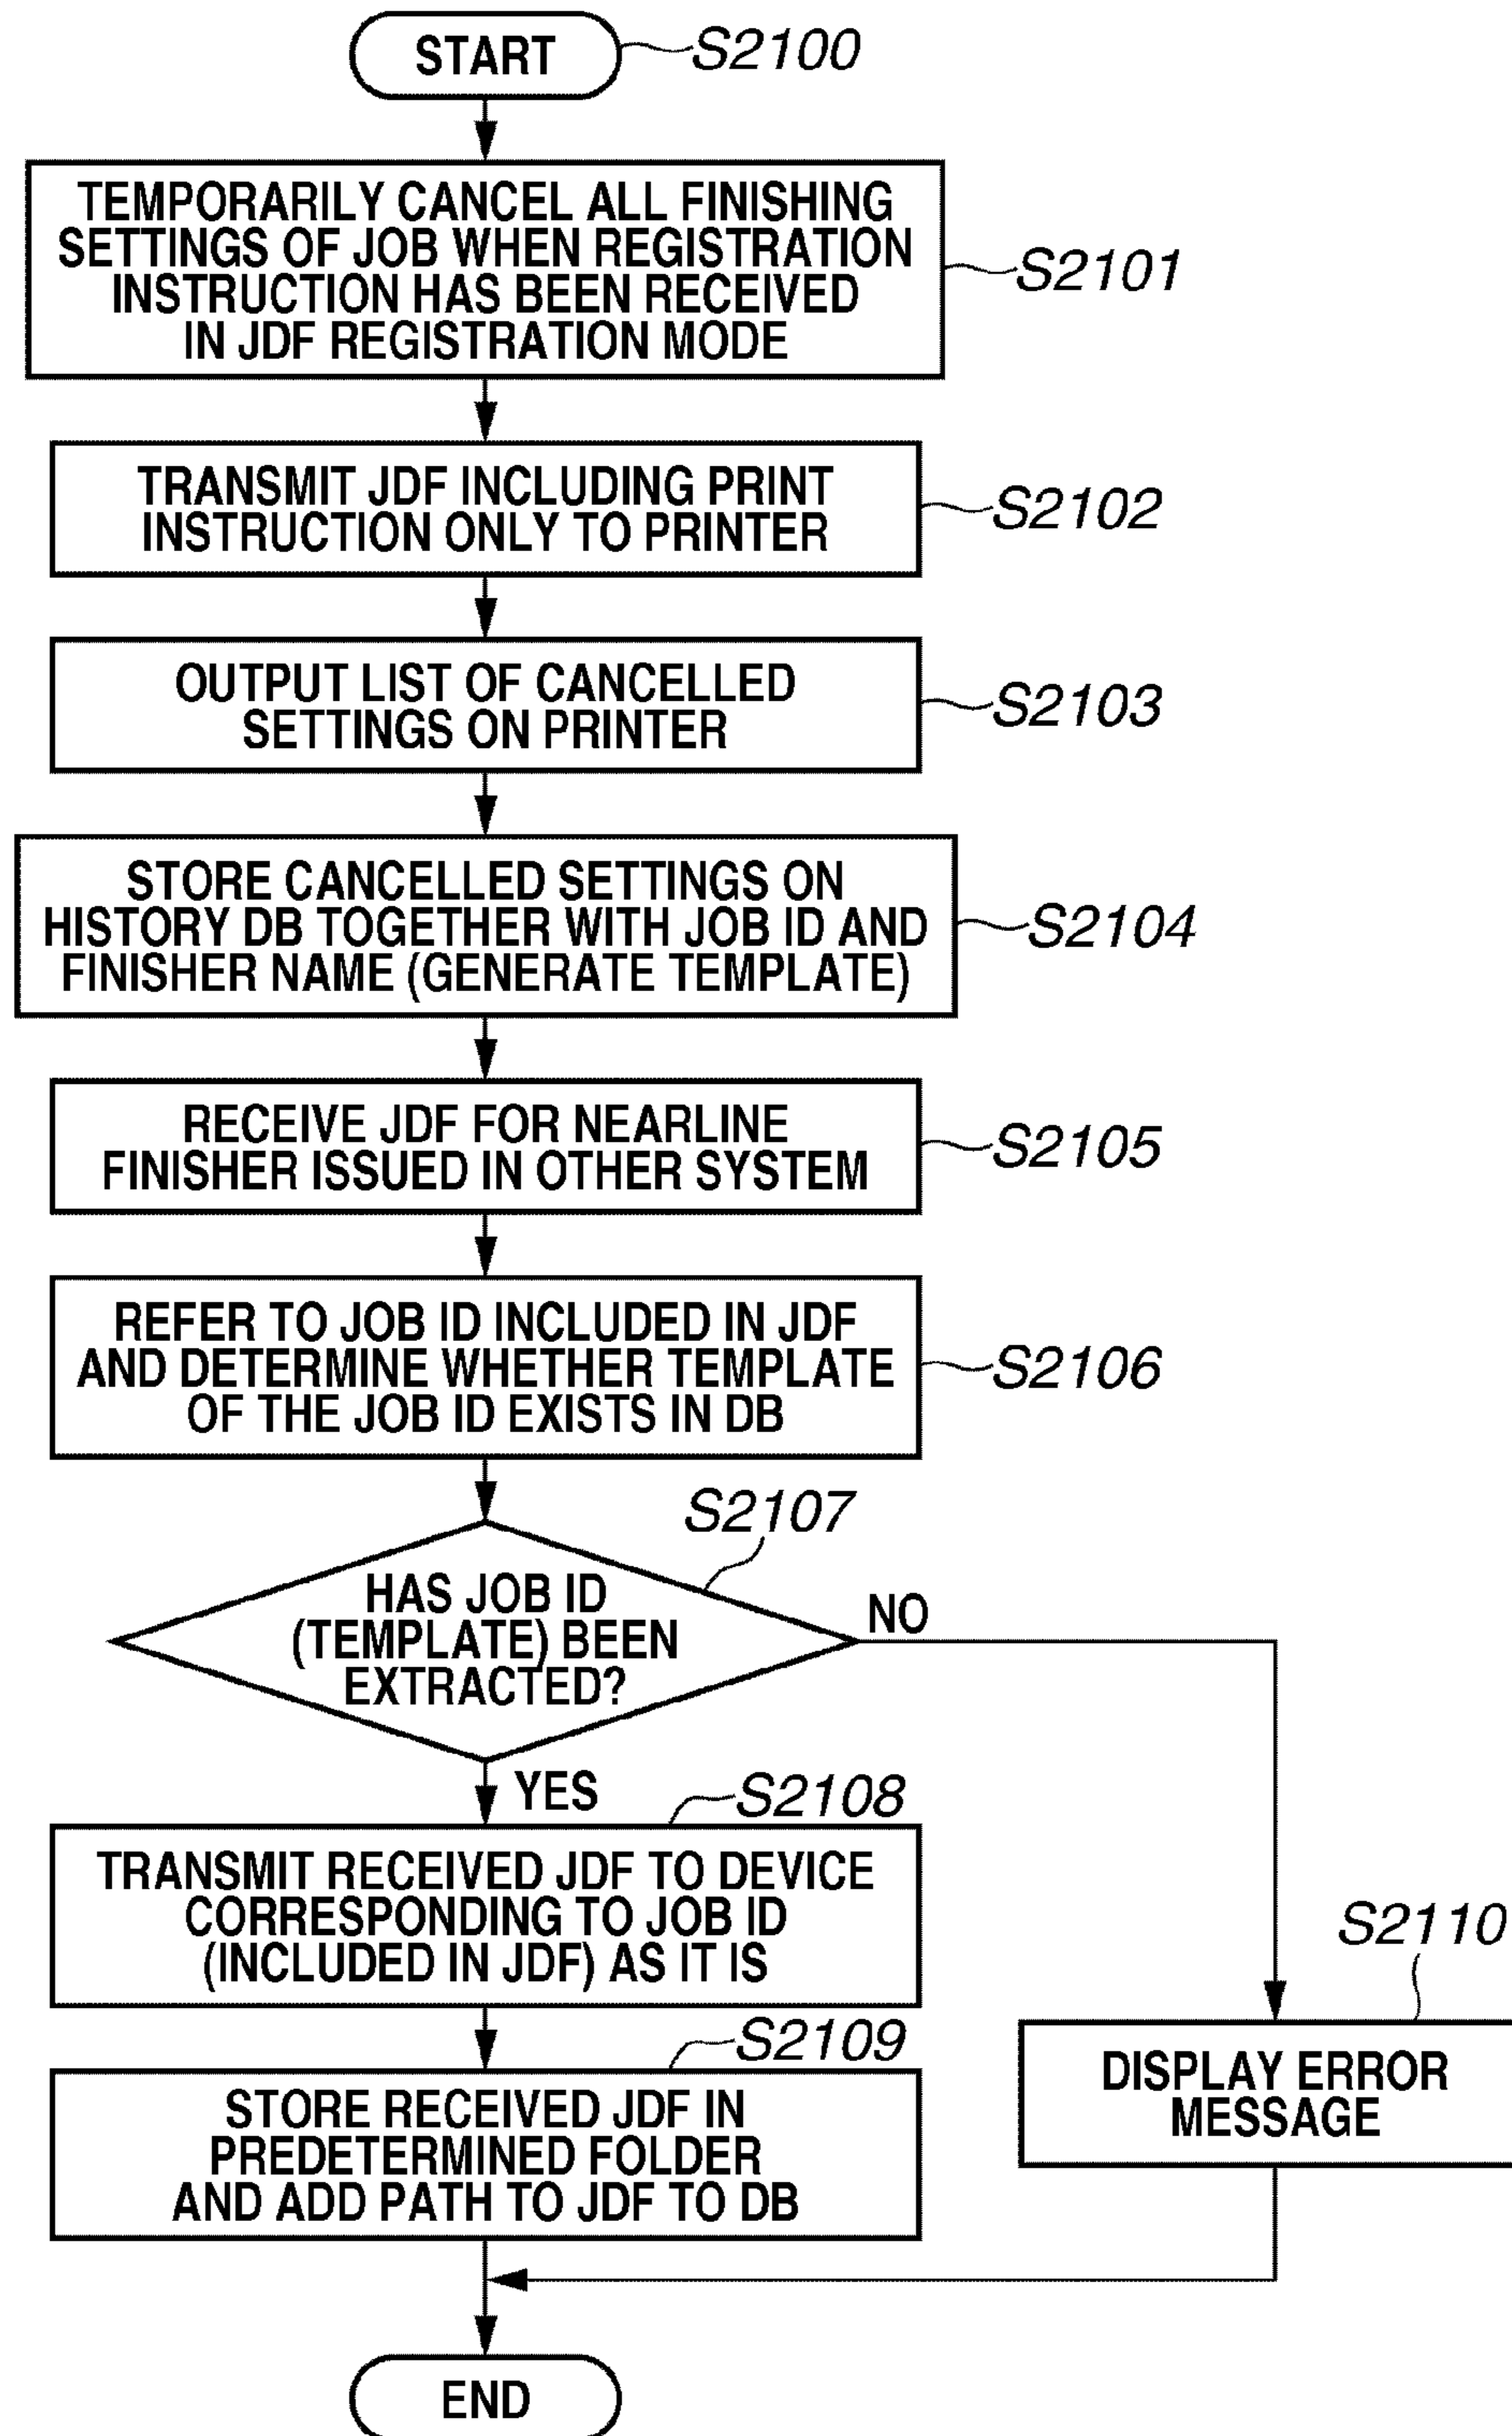 START
S2100
TEMPORARILY CANCEL ALL FINISHING
SETTINGS OF JOB WHEN REGISTRATION
INSTRUCTION HAS BEEN RECEIVED
IN JDF REGISTRATION MODE
S2101
TRANSMIT JDF INCLUDING PRINT
INSTRUCTION ONLY TO PRINTER
S2102
OUTPUT LIST OF CANCELLED
SETTINGS ON PRINTER
S2103
STORE CANCELLED SETTINGS ON
HISTORY DB TOGETHER WITH JOB ID AND
FINISHER NAME (GENERATE TEMPLATE)
S2104
RECEIVE JDF FOR NEARLINE
FINISHER ISSUED IN OTHER SYSTEM
S2105
REFER TO JOB ID INCLUDED IN JDF
AND DETERMINE WHETHER TEMPLATE
OF THE JOB ID EXISTS IN DB
S2106
S2107
HAS JOB ID
(TEMPLATE) BEEN
EXTRACTED?
NO
YES
S2108
TRANSMIT RECEIVED JDF TO DEVICE
CORRESPONDING TO JOB ID
(INCLUDED IN JDF) AS IT IS
S2110
DISPLAY ERROR
MESSAGE
S2109
STORE RECEIVED JDF IN
PREDETERMINED FOLDER
AND ADD PATH TO JDF TO DB
END